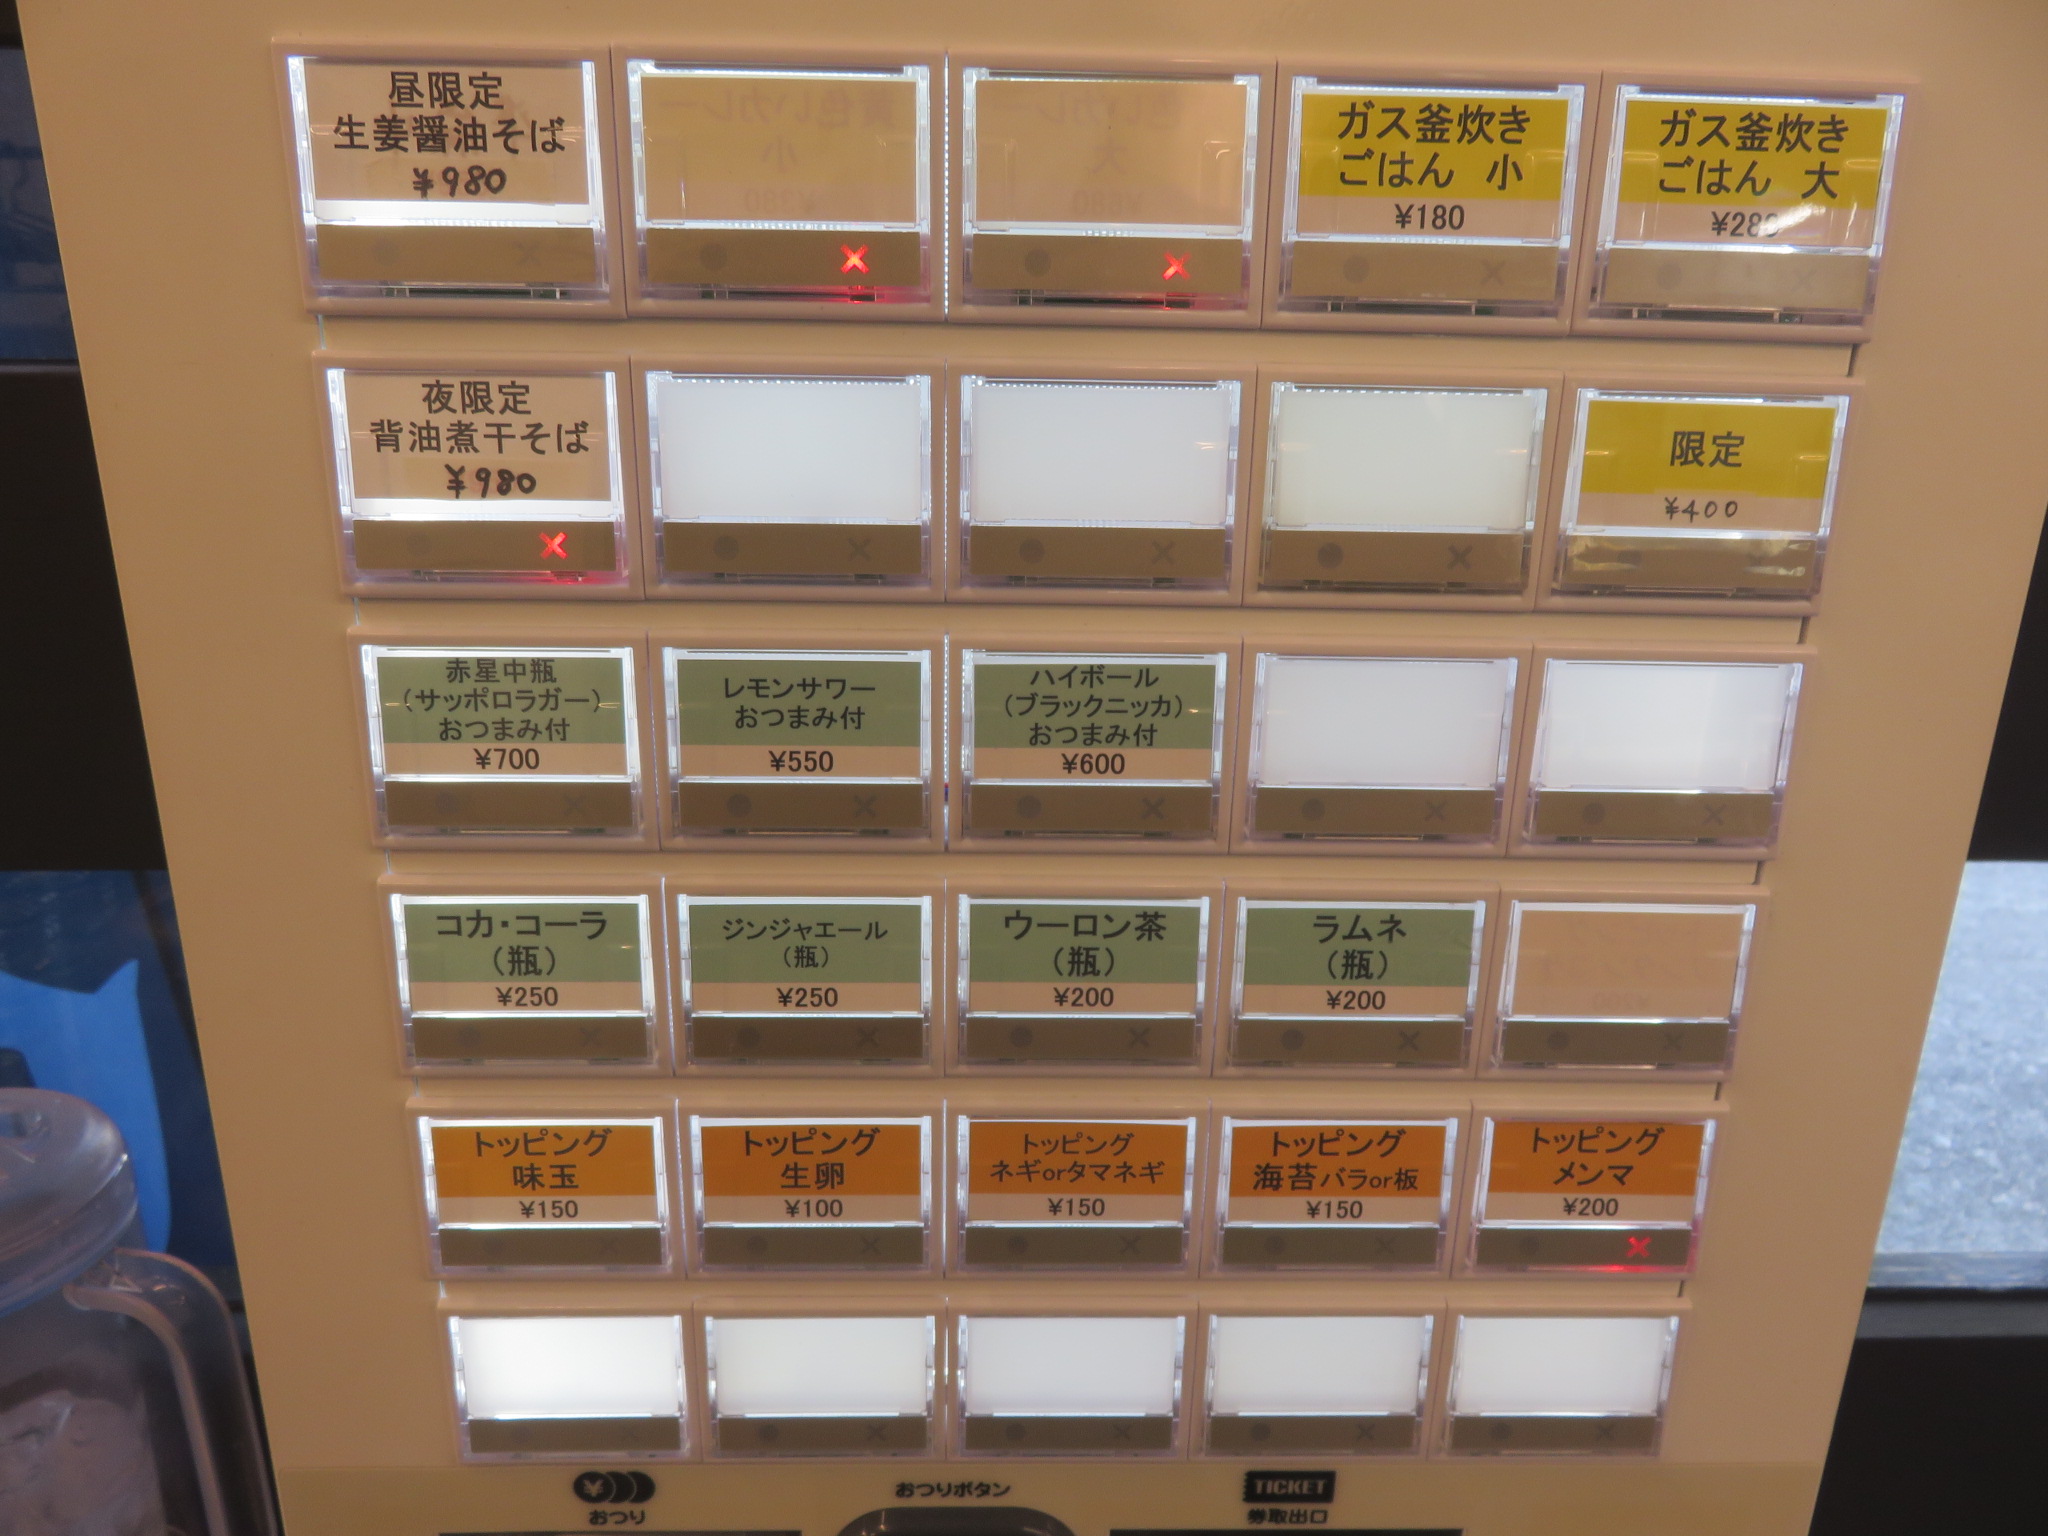 昼限定
生姜醤油そば
¥980
ガス釜炊き
ごはん 小
¥180
ガス釜炊き
ごはん 大
¥280
夜限定
背油煮干そば
¥980
限定
¥400
赤星中瓶
（サッポロラガー）
おつまみ付
¥700
レモンサワー
おつまみ付
¥550
ハイボール
（ブラックニッカ）
おつまみ付
¥600
コカ・コーラ
（瓶）
¥250
ジンジャエール
（瓶）
¥250
ウーロン茶
（瓶）
¥200
ラムネ
（瓶）
¥200
トッピング
味玉
¥150
トッピング
生卵
¥100
トッピング
ネギorタマネギ
¥150
トッピング
海苔バラor板
¥150
トッピング
メンマ
¥200
¥
おつり
おつりボタン
TICKET
券取出口